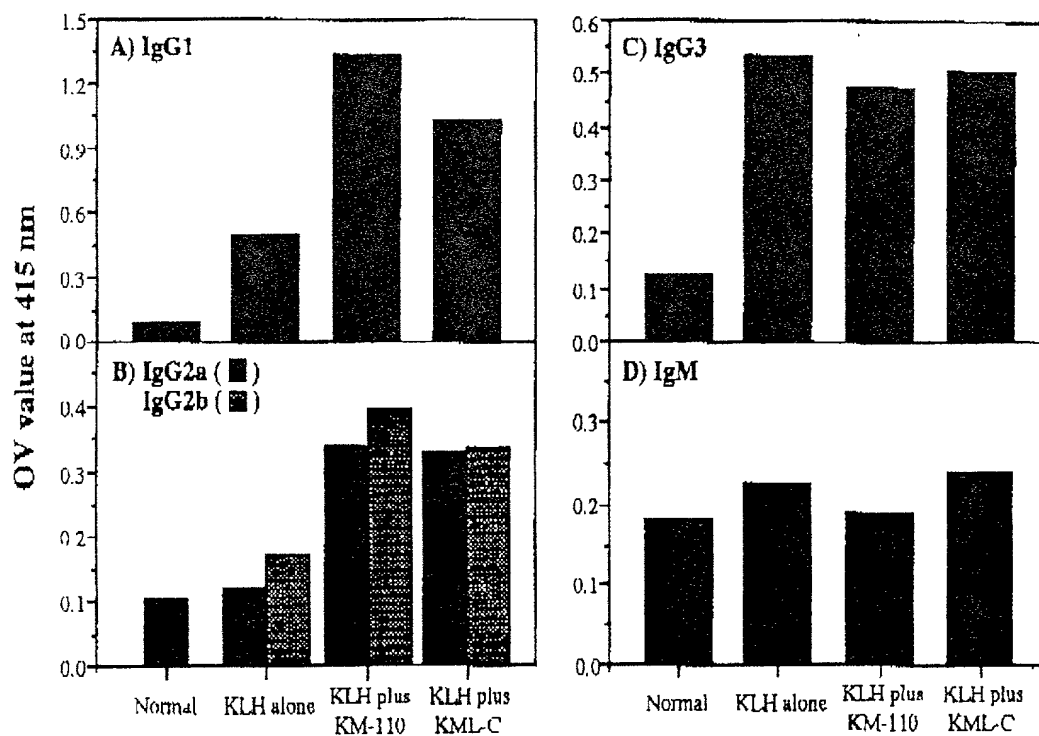 OV value at 415 nm
A) IgG1
1.5
1.2
0.9
0.6
0.3
0.0
B) IgG2a ( )
IgG2b ( )
0.4
0.3
0.2
0.1
0.0
Normal
KLH alone
KLH plus
KM-110
KLH plus
KML-C
C) IgG3
0.6
0.5
0.4
0.3
0.2
0.1
0.0
D) IgM
0.3
0.2
0.1
0.0
Normal
KLH alone
KLH plus
KM-110
KLH plus
KML-C